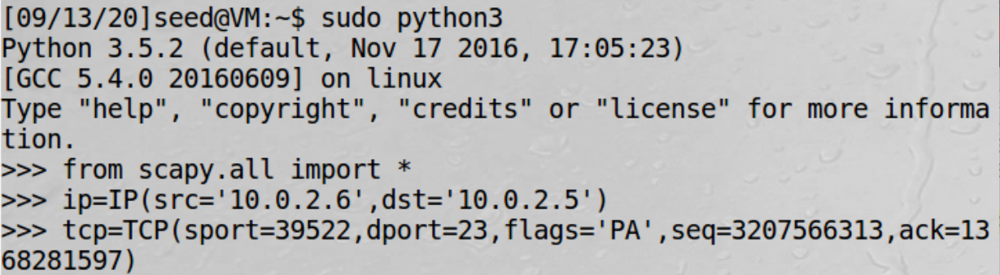 [09/13/20]seed@VM:~$ sudo python3
Python 3.5.2 (default, Nov 17 2016, 17:05:23)
[GCC 5.4.0 20160609] on linux
Type "help", "copyright", "credits" or "license" for more informa
tion.
>>> from scapy.all import *
>>> ip=IP(src='10.0.2.6',dst='10.0.2.5')
>>> tcp=TCP(sport=39522,dport=23,flags='PA',seq=3207566313,ack=13
68281597)